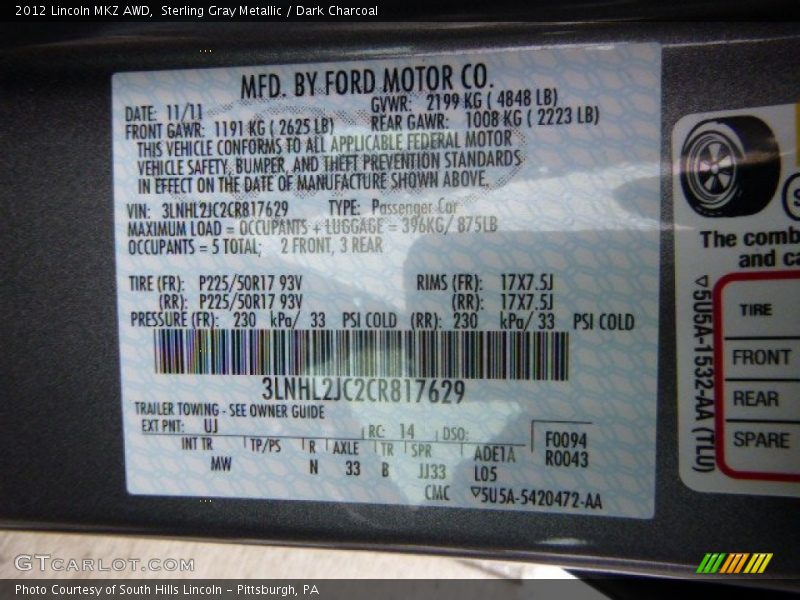 2012 Lincoln MKZ AWD,  Sterling Gray Metallic / Dark Charcoal
MFD. BY FORD MOTOR CO.
DATE: 11/11 GVWR: 2199 KG ( 4848 LB)
FRONT GAWR: 1191 KG ( 2625 LB) REAR GAWR: 1008 KG ( 2223 LB)
THIS VEHICLE CONFORMS TO ALL APPLICABLE FEDERAL MOTOR
VEHICLE SAFETY, BUMPER, AND THEFT PREVENTION STANDARDS
IN EFFECT ON THE DATE OF MANUFACTURE SHOWN ABOVE.
VIN: 3LNHL2JC2CR817629 TYPE: Passenger Car
MAXIMUM LOAD = OCCUPANTS + LUGGAGE = 396KG/ 875LB
OCCUPANTS = 5 TOTAL; 2 FRONT, 3 REAR
TIRE (FR): P225/50R17 93V RIMS (FR): 17X7.5J
(RR): P225/50R17 93V (RR): 17X7.5J
PRESSURE (FR): 230 kPa/ 33 PSI COLD (RR): 230 kPa/ 33 PSI COLD
3LNHL2JC2CR817629
TRAILER TOWING - SEE OWNER GUIDE
EXT PNT: UJ RC: 14 DSO: F0094
INT TR TP/PS R AXLE TR SPR ADE1A R0043
MW N 33 B JJ33 L05
CMC ▽5U5A-5420472-AA
The comb
and ca
▽5U5A-1532-AA (TLU)
TIRE
FRONT
REAR
SPARE
GTCARLOT.COM
Photo Courtesy of South Hills Lincoln - Pittsburgh, PA